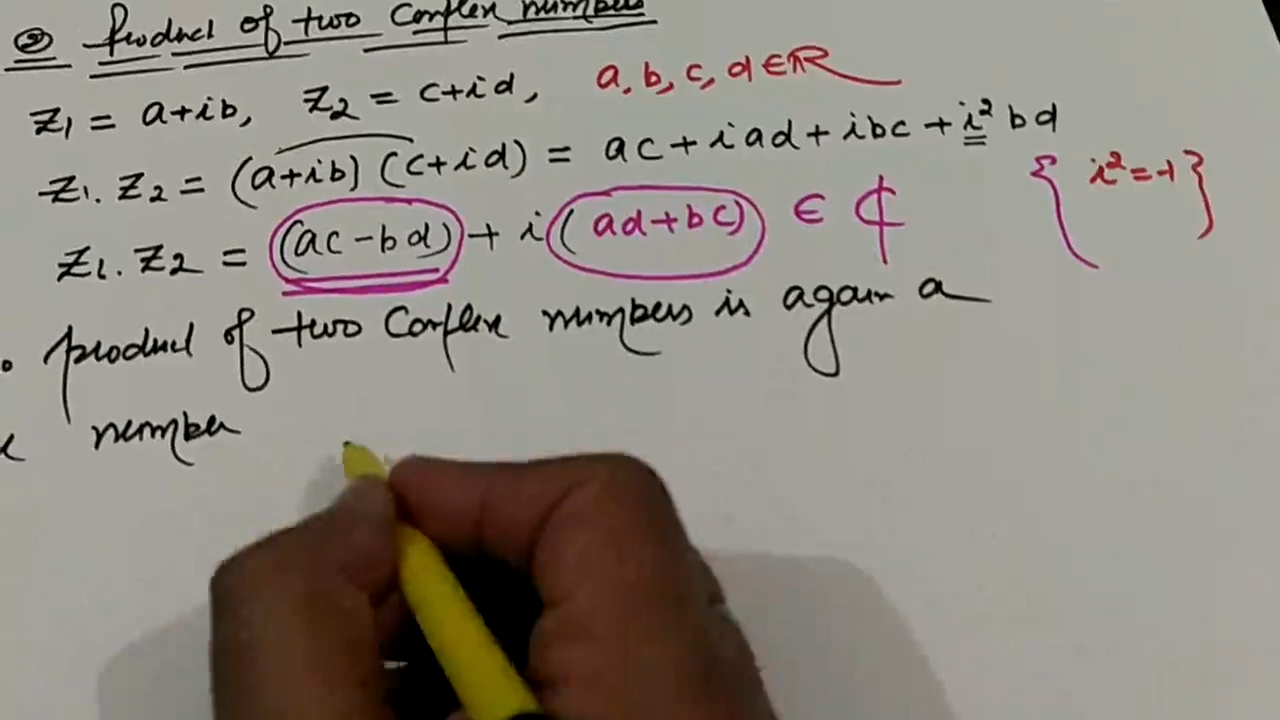 ② Product of two Complex numbers
z₁ = a+ib, z₂ = c+id, a, b, c, d ∈ ℝ
z₁. z₂ = (a+ib) (c+id) = ac + iad + ibc + i² bd
{ i² = -1 }
z₁. z₂ = (ac-bd) + i (ad+bc) ∈ ₵
product of two Complex numbers is again a
number